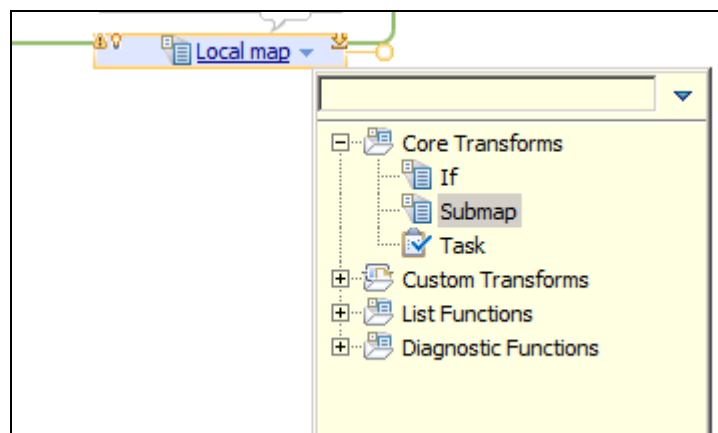 Local map
Core Transforms
If
Submap
Task
Custom Transforms
List Functions
Diagnostic Functions